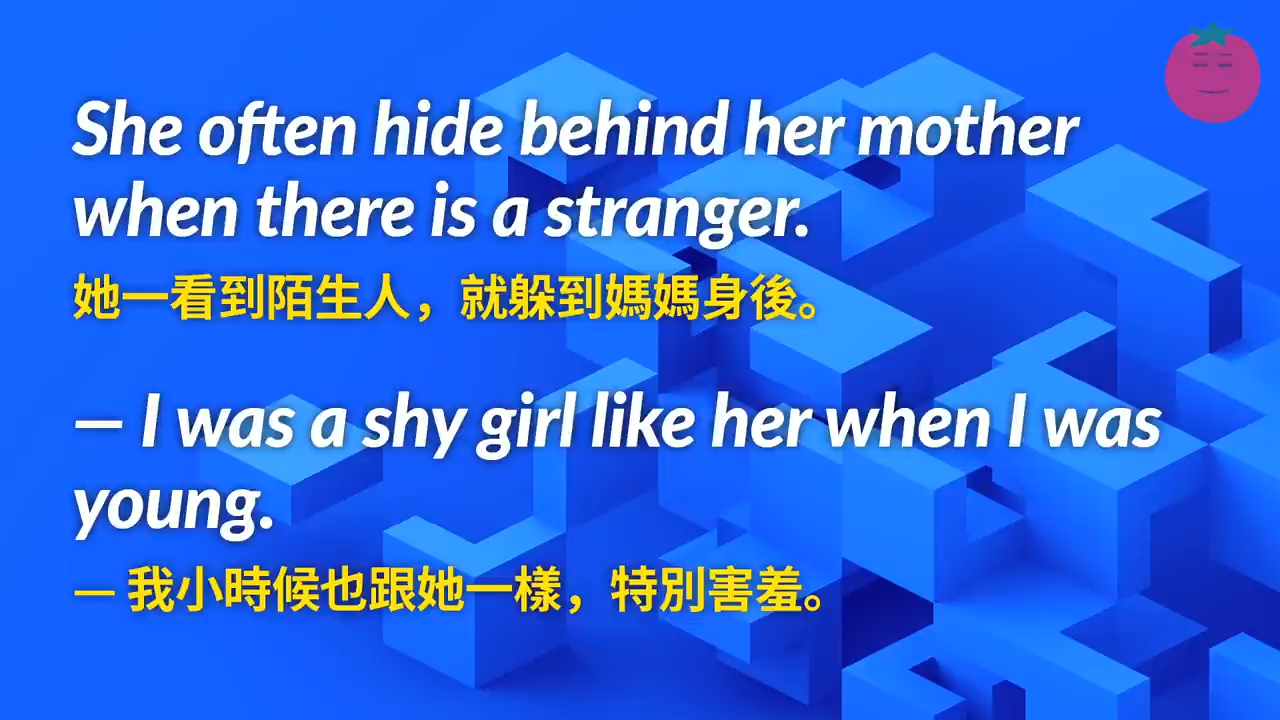 She often hide behind her mother
when there is a stranger.
她一看到陌生人，就躲到媽媽身後。
— I was a shy girl like her when I was
young.
— 我小時候也跟她一樣，特別害羞。